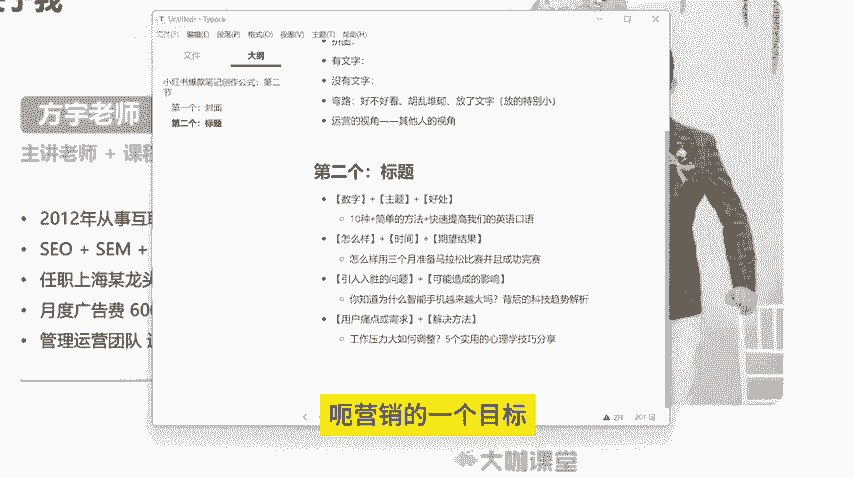 Untitled - Typora
文件(F) 编辑(E) 段落(P) 格式(O) 视图(V) 主题(T) 帮助(H)
文件 大纲
小红书爆款笔记创作公式：第二节
第一个：封面
第二个：标题
有文字：
没有文字：
弯路：好不好看、胡乱堆砌、放了文字（放的特别小）
运营的视角——其他人的视角
第二个：标题
【数字】+【主题】+【好处】
10种+简单的方法+快速提高我们的英语口语
【怎么样】+【时间】+【期望结果】
怎么样用三个月准备马拉松比赛并且成功完赛
【引人入胜的问题】+【可能造成的影响】
你知道为什么智能手机越来越大吗？背后的科技趋势解析
【用户痛点或需求】+【解决方法】
工作压力大如何调整？5个实用的心理学技巧分享
方宇老师
主讲老师 + 课程
2012年从事互联
SEO + SEM +
任职上海某龙头
月度广告费 600
管理运营团队
呃营销的一个目标
大咖课堂